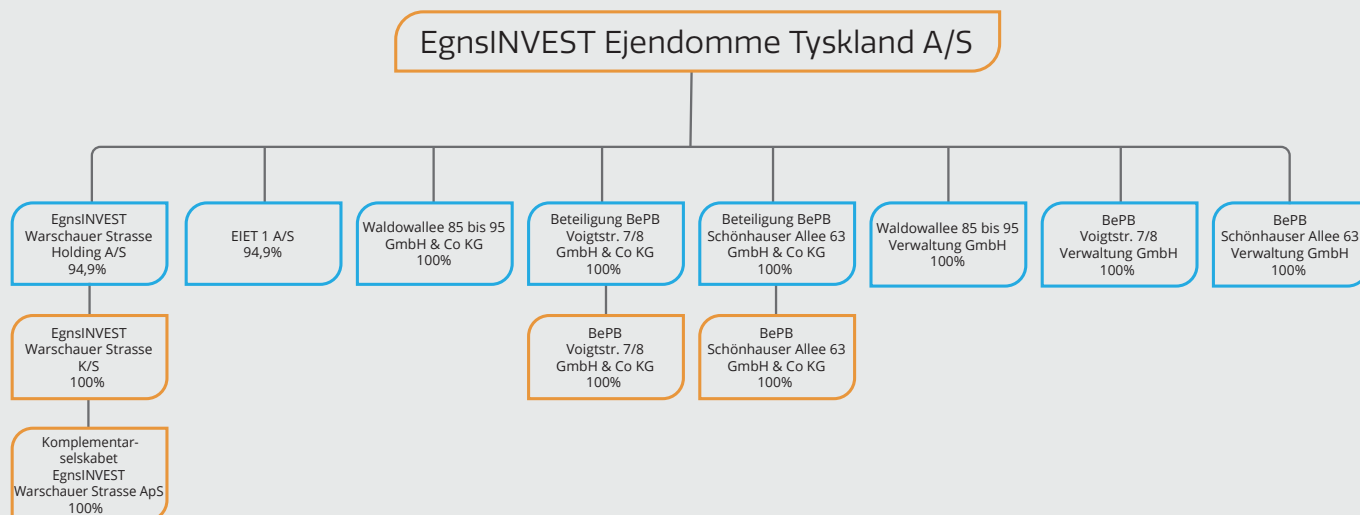 EgnsINVEST Ejendomme Tyskland A/S
EgnsINVEST
Warschauer Strasse
Holding A/S
94,9%
EIET 1 A/S
94,9%
Waldowallee 85 bis 95
GmbH & Co KG
100%
Beteiligung BePB
Voigtstr. 7/8
GmbH & Co KG
100%
Beteiligung BePB
Schönhauser Allee 63
GmbH & Co KG
100%
Waldowallee 85 bis 95
Verwaltung GmbH
100%
BePB
Voigtstr. 7/8
Verwaltung GmbH
100%
BePB
Schönhauser Allee 63
Verwaltung GmbH
100%
EgnsINVEST
Warschauer Strasse
K/S
100%
BePB
Voigtstr. 7/8
GmbH & Co KG
100%
BePB
Schönhauser Allee 63
GmbH & Co KG
100%
Komplementar-
selskabet
EgnsINVEST
Warschauer Strasse ApS
100%